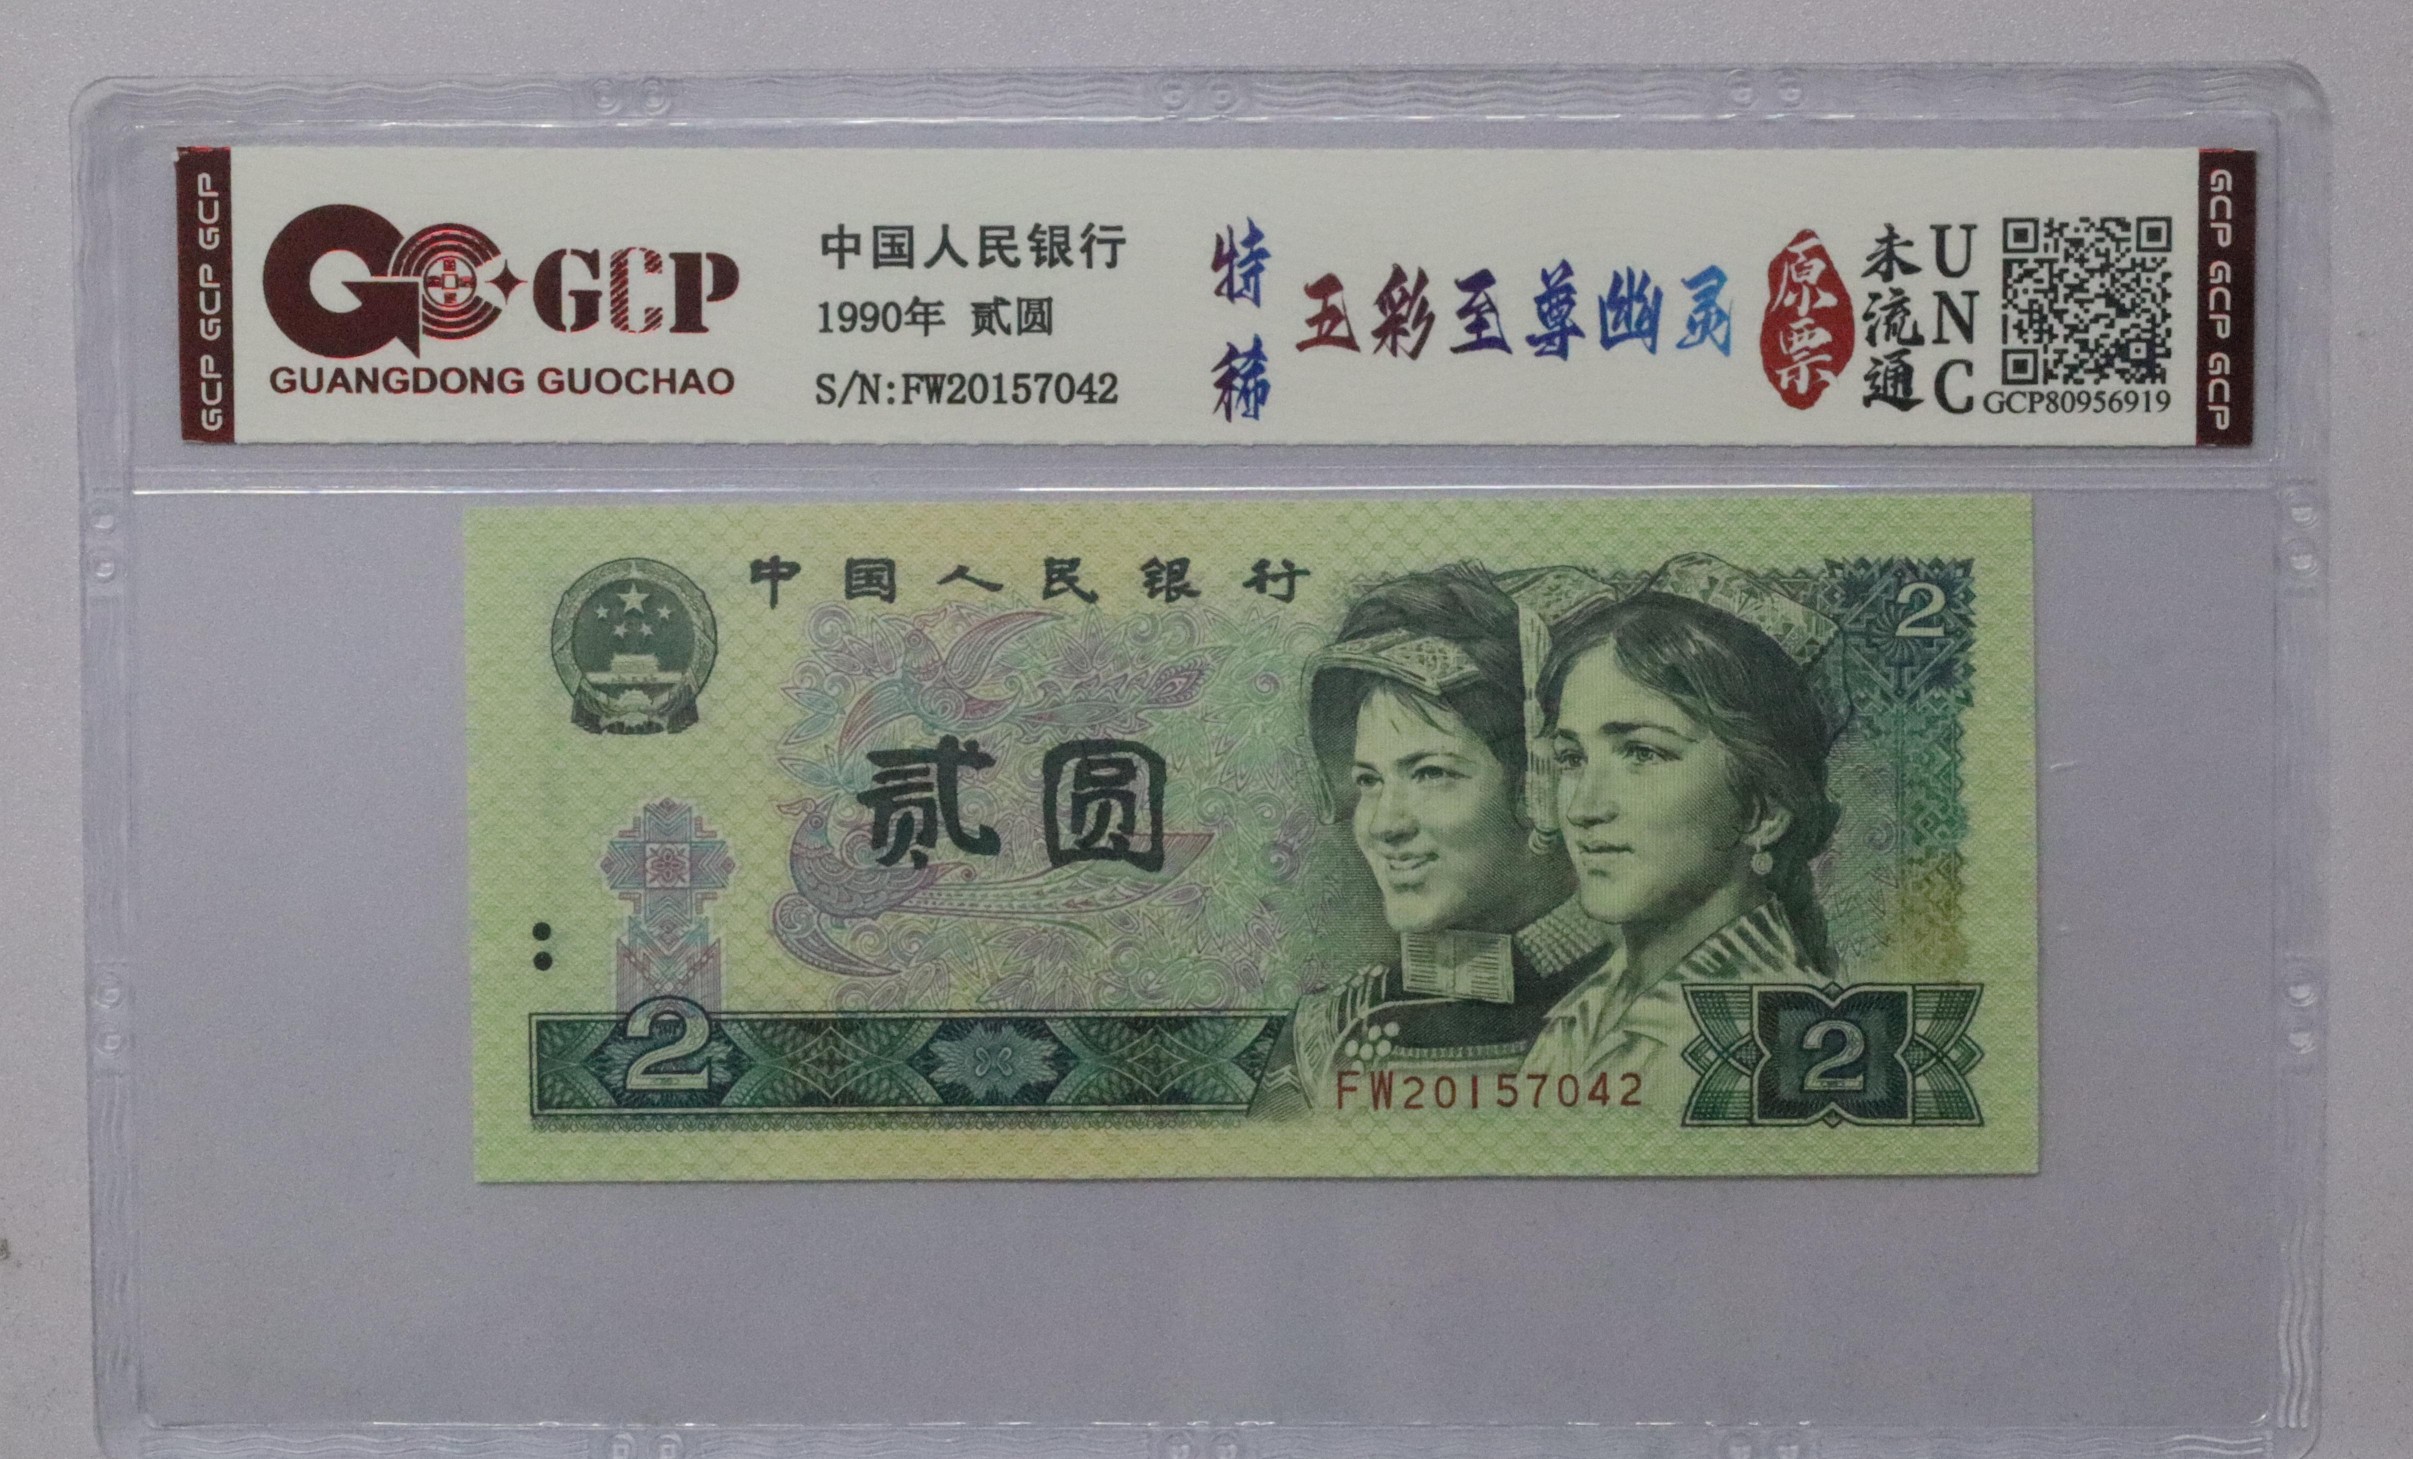 GCP GCP GCP
GCP
GUANGDONG GUOCHAO
中国人民银行
1990年 贰圆
S/N:FW20157042
特稀
五彩至尊幽灵
原票
未流通
UNC
GCP80956919
GCP GCP GCP
中国人民银行
2
贰圆
2
FW20157042
2